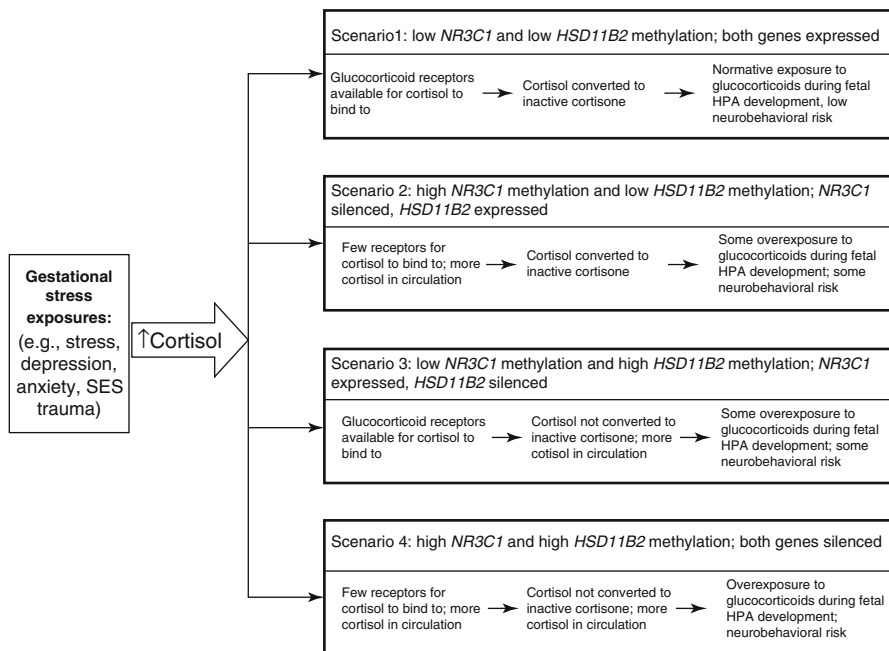 Gestational
stress
exposures:
(e.g., stress,
depression,
anxiety, SES
trauma)
↑Cortisol
Scenario1: low NR3C1 and low HSD11B2 methylation; both genes expressed
Glucocorticoid receptors
available for cortisol to
bind to
Cortisol converted to
inactive cortisone
Normative exposure to
glucocorticoids during fetal
HPA development, low
neurobehavioral risk
Scenario 2: high NR3C1 methylation and low HSD11B2 methylation; NR3C1
silenced, HSD11B2 expressed
Few receptors for
cortisol to bind to; more
cortisol in circulation
Cortisol converted to
inactive cortisone
Some overexposure to
glucocorticoids during fetal
HPA development; some
neurobehavioral risk
Scenario 3: low NR3C1 methylation and high HSD11B2 methylation; NR3C1
expressed, HSD11B2 silenced
Glucocorticoid receptors
available for cortisol to
bind to
Cortisol not converted to
inactive cortisone; more
cotisol in circulation
Some overexposure to
glucocorticoids during fetal
HPA development; some
neurobehavioral risk
Scenario 4: high NR3C1 and high HSD11B2 methylation; both genes silenced
Few receptors for
cortisol to bind to; more
cortisol in circulation
Cortisol not converted to
inactive cortisone; more
cortisol in circulation
Overexposure to
glucocorticoids during fetal
HPA development;
neurobehavioral risk